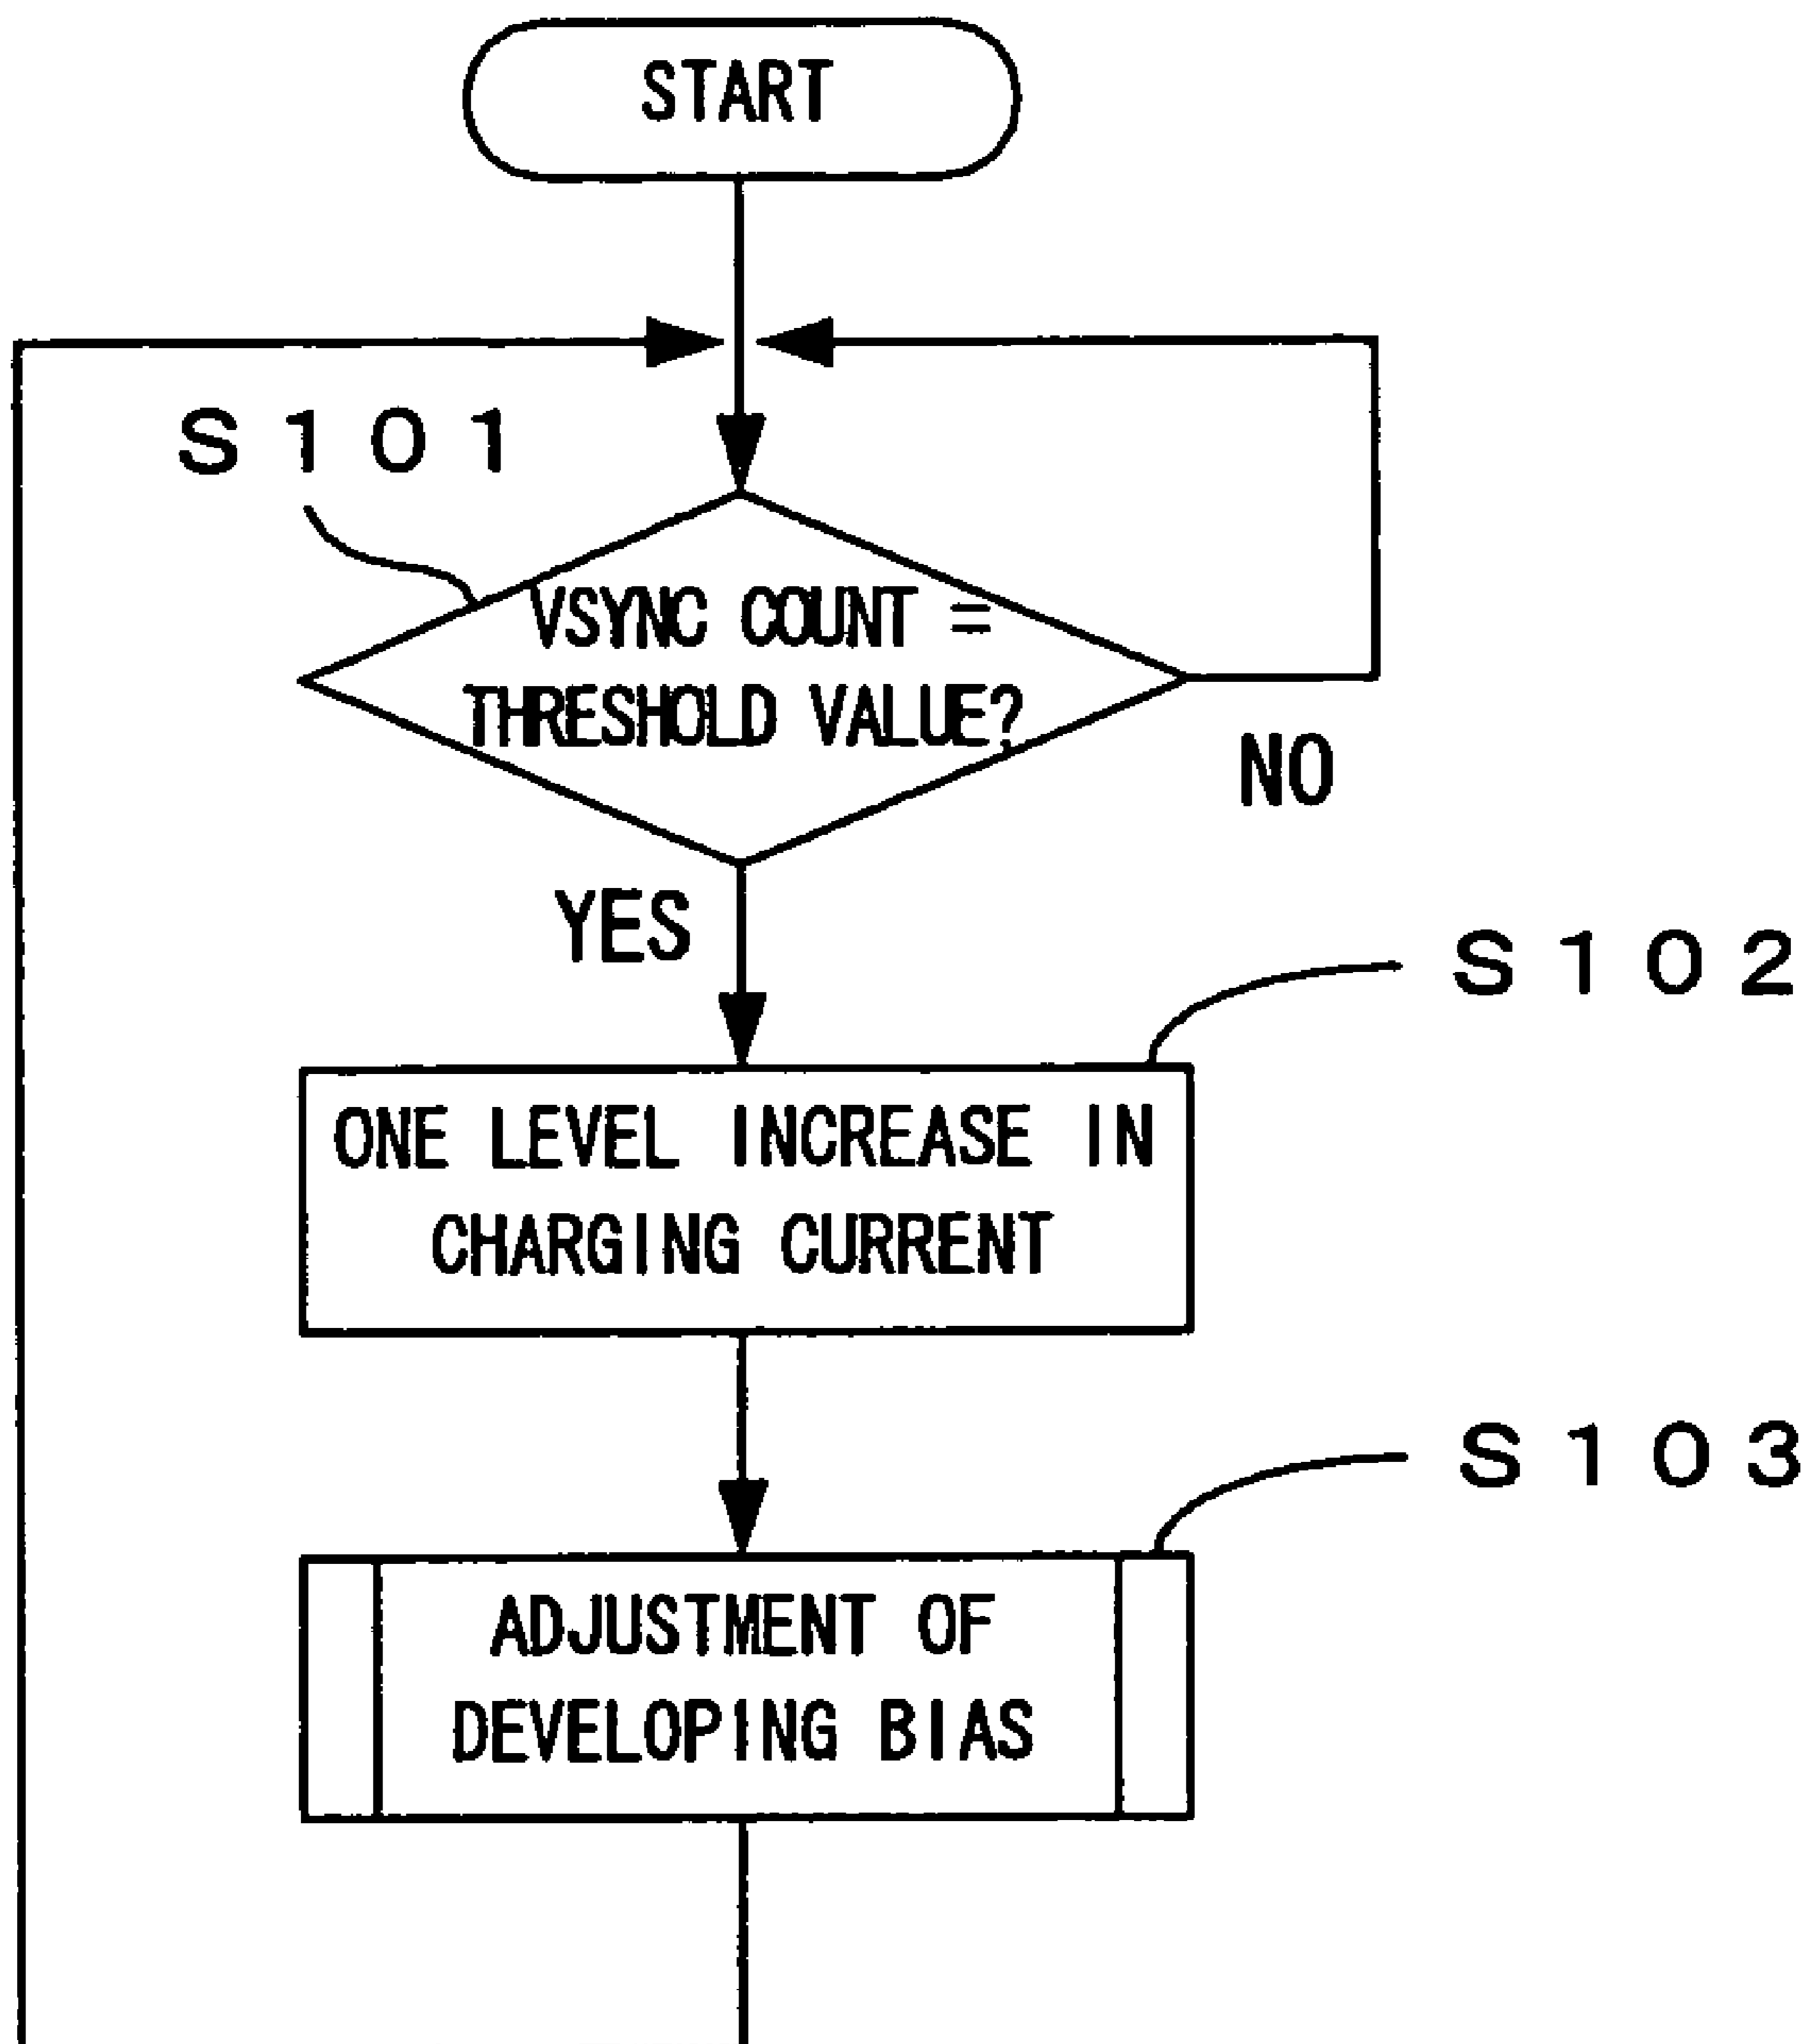 START
S101
VSYNC COUNT =
THRESHOLD VALUE?
NO
YES
S102
ONE LEVEL INCREASE IN
CHARGING CURRENT
S103
ADJUSTMENT OF
DEVELOPING BIAS